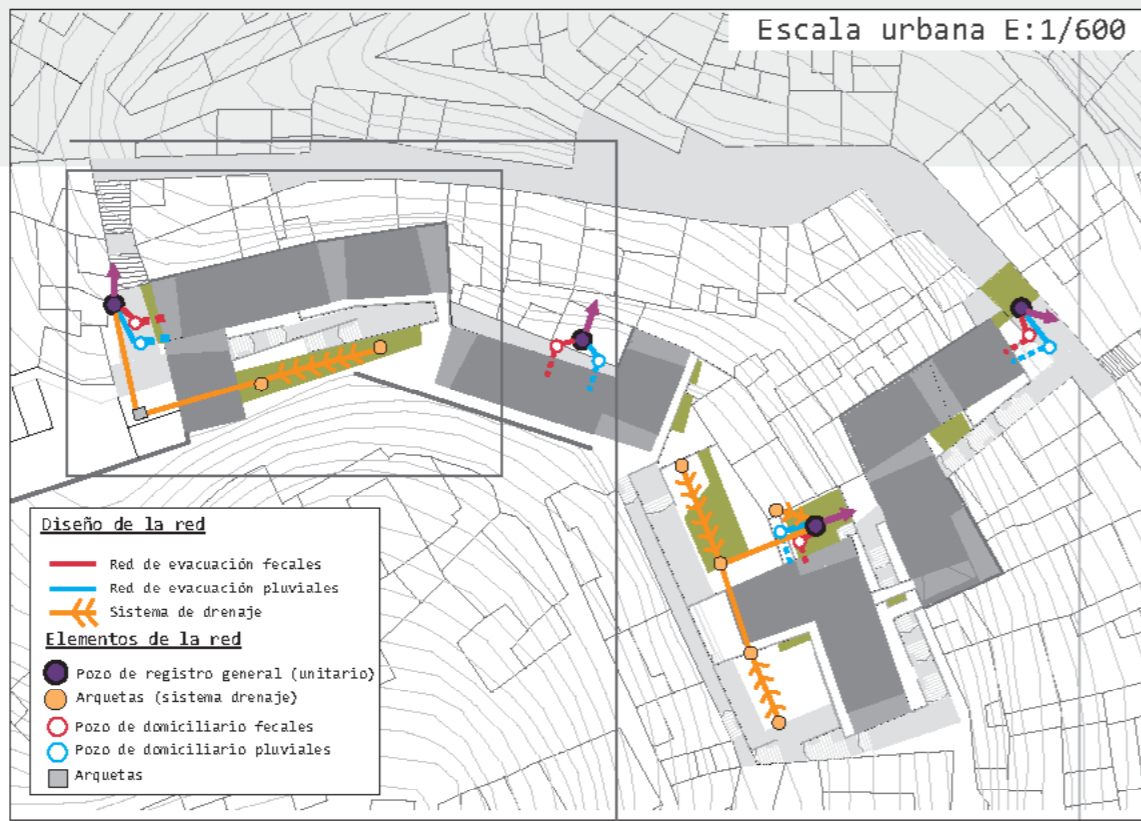 Escala urbana E:1/600
Diseño de la red
Red de evacuación fecales
Red de evacuación pluviales
Sistema de drenaje
Elementos de la red
Pozo de registro general (unitario)
Arquetas (sistema drenaje)
Pozo de domiciliario fecales
Pozo de domiciliario pluviales
Arquetas